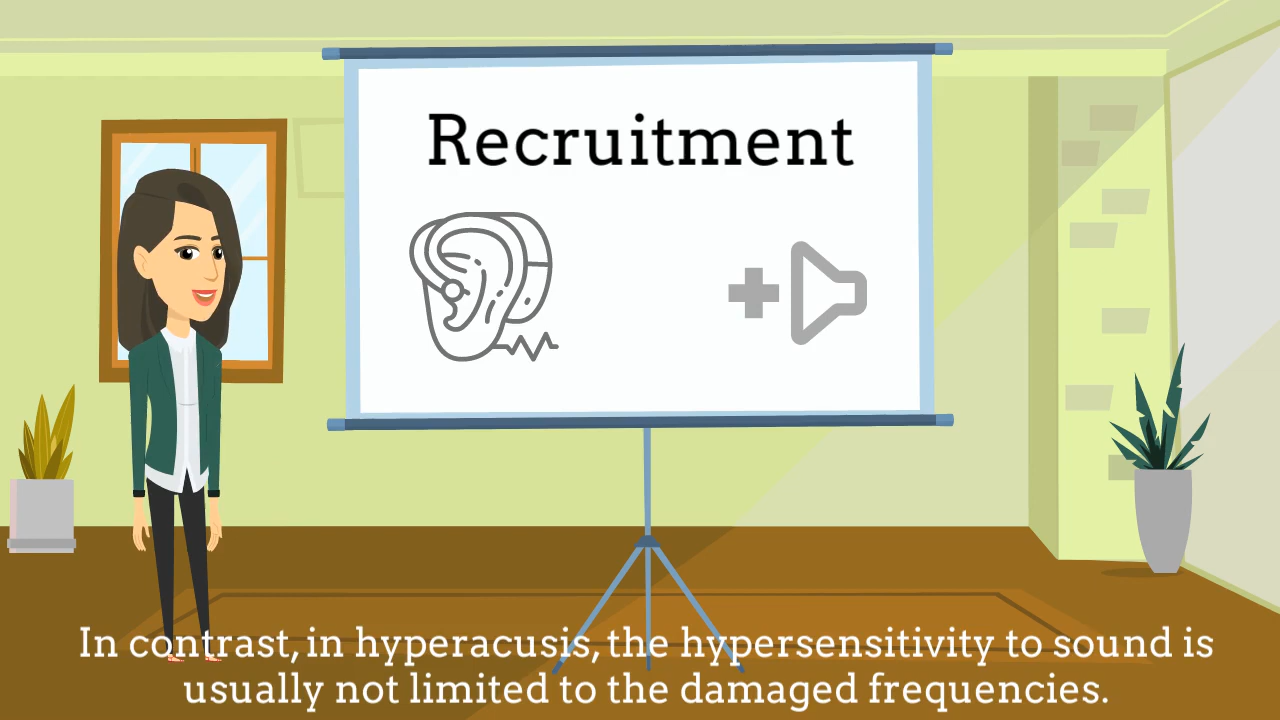 Recruitment
In contrast, in hyperacusis, the hypersensitivity to sound is
usually not limited to the damaged frequencies.